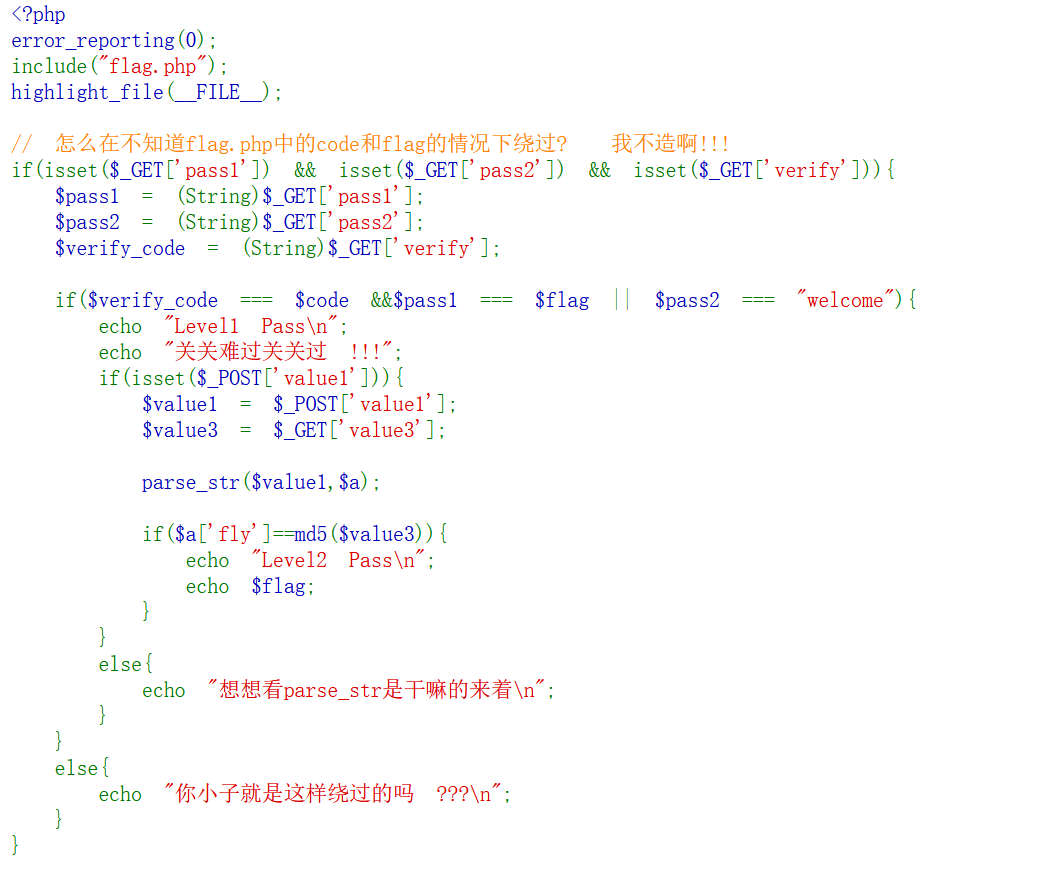 <?php
error_reporting(0);
include("flag.php");
highlight_file(__FILE__);
// 怎么在不知道flag.php中的code和flag的情况下绕过? 我不造啊!!!
if(isset($_GET['pass1']) && isset($_GET['pass2']) && isset($_GET['verify'])){
$pass1 = (String)$_GET['pass1'];
$pass2 = (String)$_GET['pass2'];
$verify_code = (String)$_GET['verify'];
if($verify_code === $code &&$pass1 === $flag || $pass2 === "welcome"){
echo "Level1 Pass\n";
echo "关关难过关关过 !!!";
if(isset($_POST['value1'])){
$value1 = $_POST['value1'];
$value3 = $_GET['value3'];
parse_str($value1,$a);
if($a['fly']==md5($value3)){
echo "Level2 Pass\n";
echo $flag;
}
}
else{
echo "想想看parse_str是干嘛的来着\n";
}
}
else{
echo "你小子就是这样绕过的吗 ???\n";
}
}